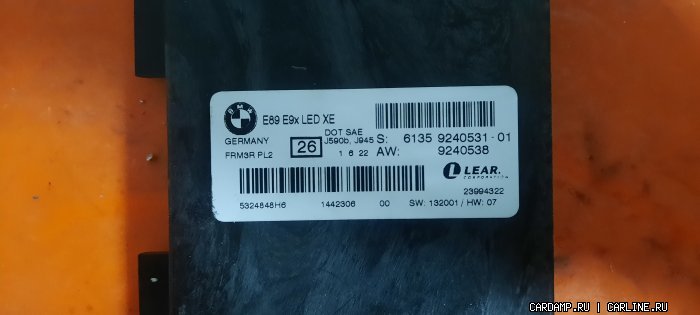 BMW
E89 E9x LED XE
GERMANY
FRM3R PL2
26
DOT SAE
J590b, J945
1 6 22
S: 6135 9240531-01
AW: 9240538
LEAR.
CORPORATION
23994322
5324848H6 1442306 00 SW: 132001 / HW: 07
CARDAMP.RU | CARLINE.RU